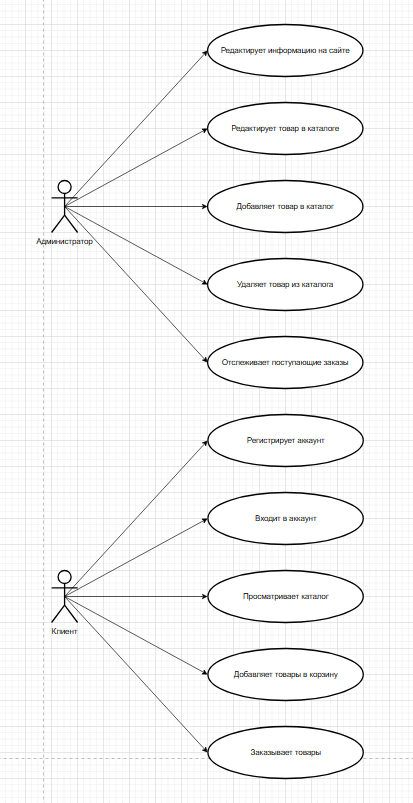 Редактирует информацию на сайте
Редактирует товар в каталоге
Добавляет товар в каталог
Администратор
Удаляет товар из каталога
Отслеживает поступающие заказы
Регистрирует аккаунт
Входит в аккаунт
Просматривает каталог
Клиент
Добавляет товары в корзину
Заказывает товары